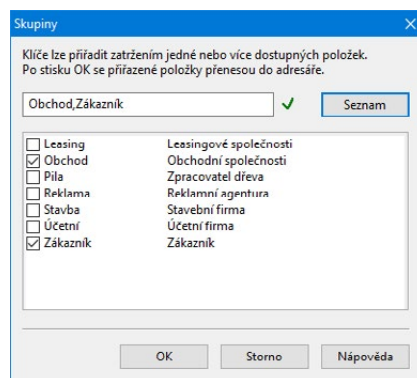 Skupiny
Klíče lze přiřadit zatržením jedné nebo více dostupných položek.
Po stisku OK se přiřazené položky přenesou do adresáře.
Obchod,Zákazník Seznam
Leasing Leasingové společnosti
Obchod Obchodní společnosti
Pila Zpracovatel dřeva
Reklama Reklamní agentura
Stavba Stavební firma
Účetní Účetní firma
Zákazník Zákazník
OK Storno Nápověda